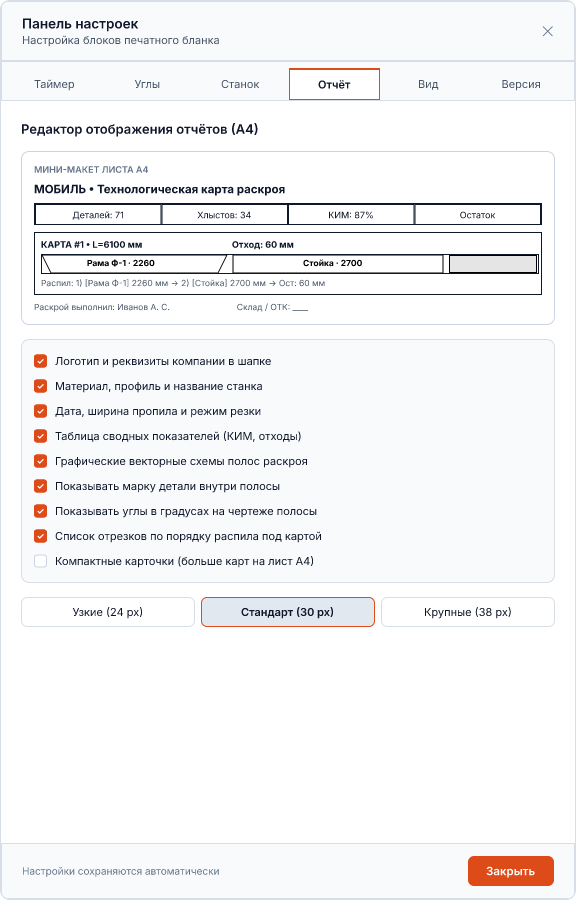 Панель настроек
Настройка блоков печатного бланка
Таймер Углы Станок Отчёт Вид Версия
Редактор отображения отчётов (А4)
МИНИ-МАКЕТ ЛИСТА А4
МОБИЛЬ • Технологическая карта раскроя
Деталей: 71 Хлыстов: 34 КИМ: 87% Остаток
КАРТА #1 • L=6100 мм Отход: 60 мм
Рама Ф-1 · 2260 Стойка · 2700
Распил: 1) [Рама Ф-1] 2260 мм → 2) [Стойка] 2700 мм → Ост: 60 мм
Раскрой выполнил: Иванов А. С. Склад / ОТК: ____
Логотип и реквизиты компании в шапке
Материал, профиль и название станка
Дата, ширина пропила и режим резки
Таблица сводных показателей (КИМ, отходы)
Графические векторные схемы полос раскроя
Показывать марку детали внутри полосы
Показывать углы в градусах на чертеже полосы
Список отрезков по порядку распила под картой
Компактные карточки (больше карт на лист А4)
Узкие (24 px) Стандарт (30 px) Крупные (38 px)
Настройки сохраняются автоматически Закрыть